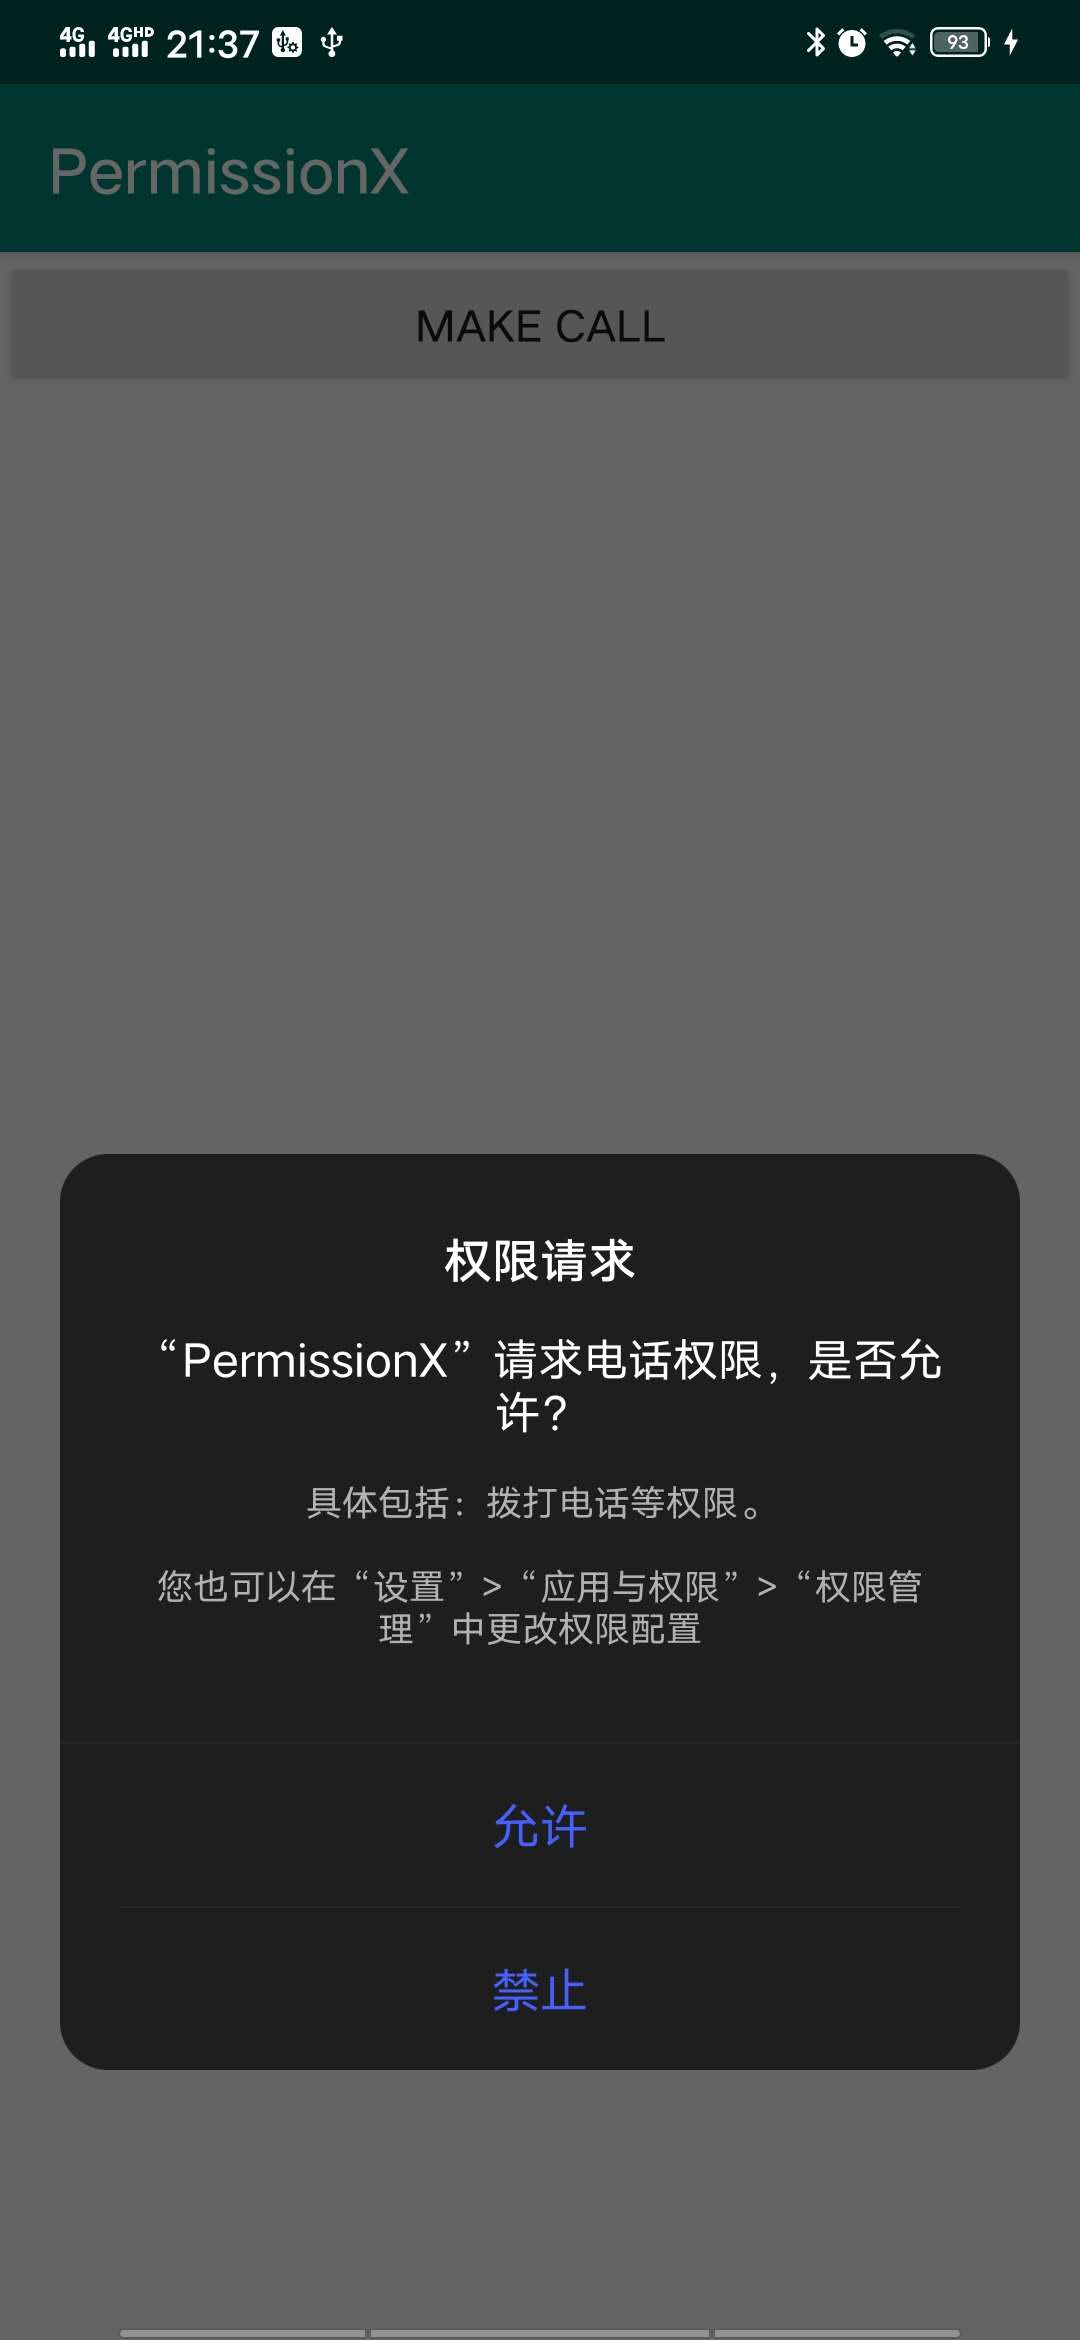 4G 4GHD 21:37 93
PermissionX
MAKE CALL
权限请求
“PermissionX”请求电话权限，是否允
许？
具体包括：拨打电话等权限。
您也可以在“设置”>“应用与权限”>“权限管
理”中更改权限配置
允许
禁止